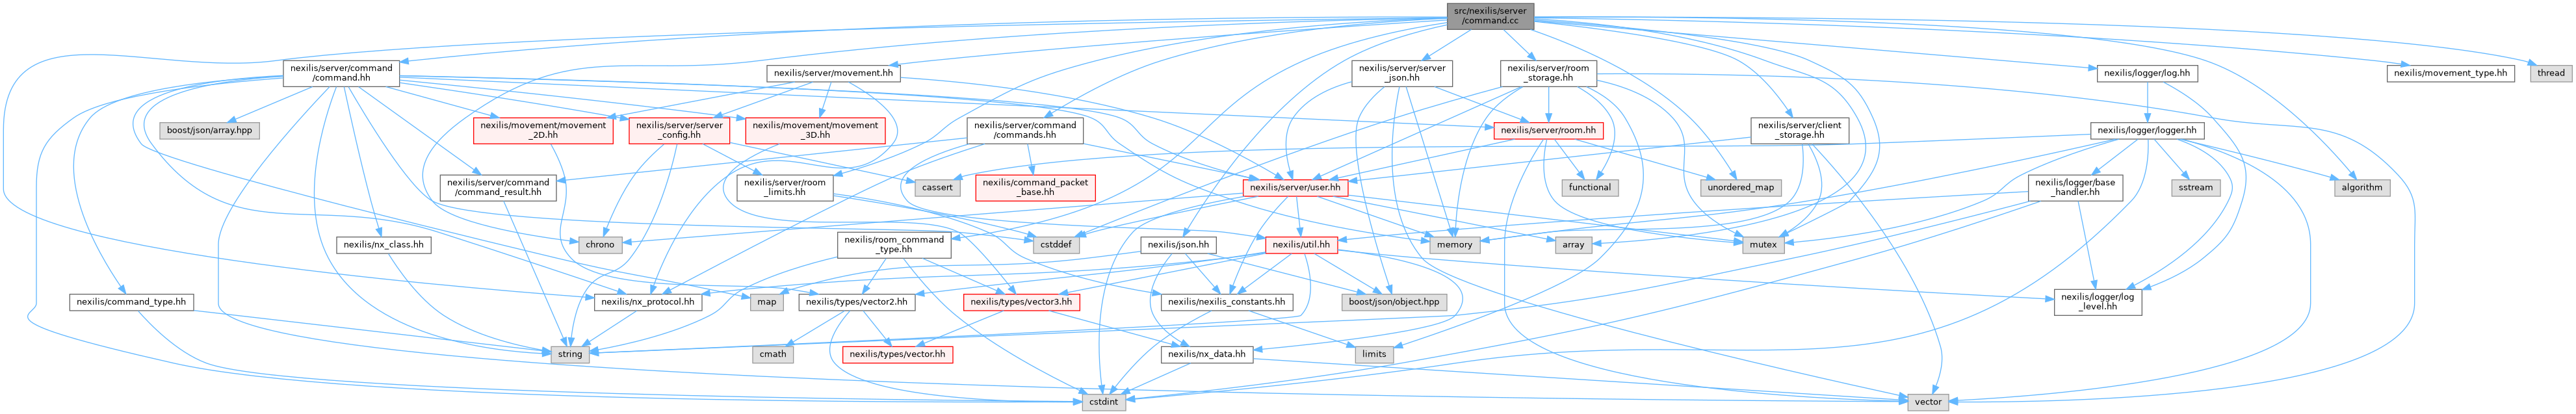 src/nexilis/server
/command.cc
nexilis/server/command
/command.hh
nexilis/server/movement.hh
nexilis/server/server
_json.hh
nexilis/server/room
_storage.hh
nexilis/logger/log.hh
nexilis/movement_type.hh
thread
boost/json/array.hpp
nexilis/movement/movement
_2D.hh
nexilis/server/server
_config.hh
nexilis/movement/movement
_3D.hh
nexilis/server/command
/commands.hh
nexilis/server/room.hh
nexilis/server/client
_storage.hh
nexilis/logger/logger.hh
nexilis/server/command
/command_result.hh
nexilis/server/room
_limits.hh
cassert
nexilis/command_packet
_base.hh
nexilis/server/user.hh
functional
unordered_map
nexilis/logger/base
_handler.hh
sstream
algorithm
nexilis/nx_class.hh
chrono
nexilis/room_command
_type.hh
cstddef
nexilis/json.hh
nexilis/util.hh
memory
array
mutex
nexilis/command_type.hh
nexilis/nx_protocol.hh
map
nexilis/types/vector2.hh
nexilis/types/vector3.hh
nexilis/nexilis_constants.hh
boost/json/object.hpp
nexilis/logger/log
_level.hh
string
cmath
nexilis/types/vector.hh
nexilis/nx_data.hh
limits
cstdint
vector